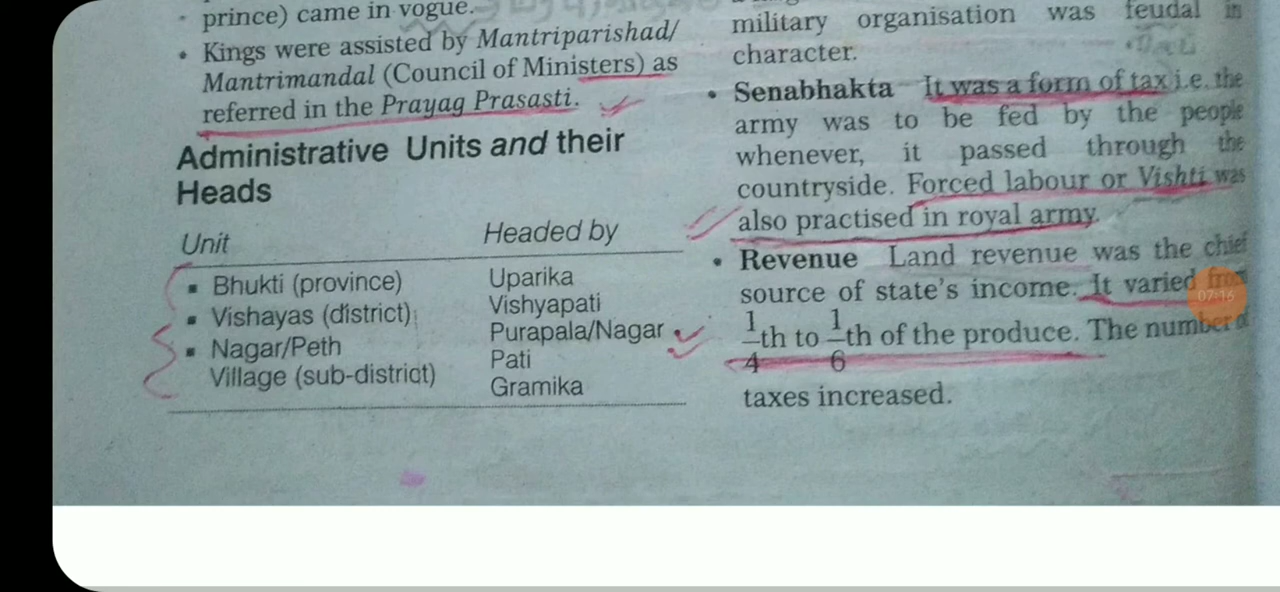 prince) came in vogue.
• Kings were assisted by Mantriparishad/
Mantrimandal (Council of Ministers) as
referred in the Prayag Prasasti.
Administrative Units and their
Heads
Unit Headed by
▪ Bhukti (province) Uparika
▪ Vishayas (district) Vishyapati
▪ Nagar/Peth Purapala/Nagar
Pati
Village (sub-district) Gramika
military organisation was feudal in
character.
• Senabhakta It was a form of tax i.e. the
army was to be fed by the people
whenever, it passed through the
countryside. Forced labour or Vishti was
also practised in royal army.
• Revenue Land revenue was the chief
source of state's income. It varied from
1/4th to 1/6th of the produce. The number of
taxes increased.
07:16